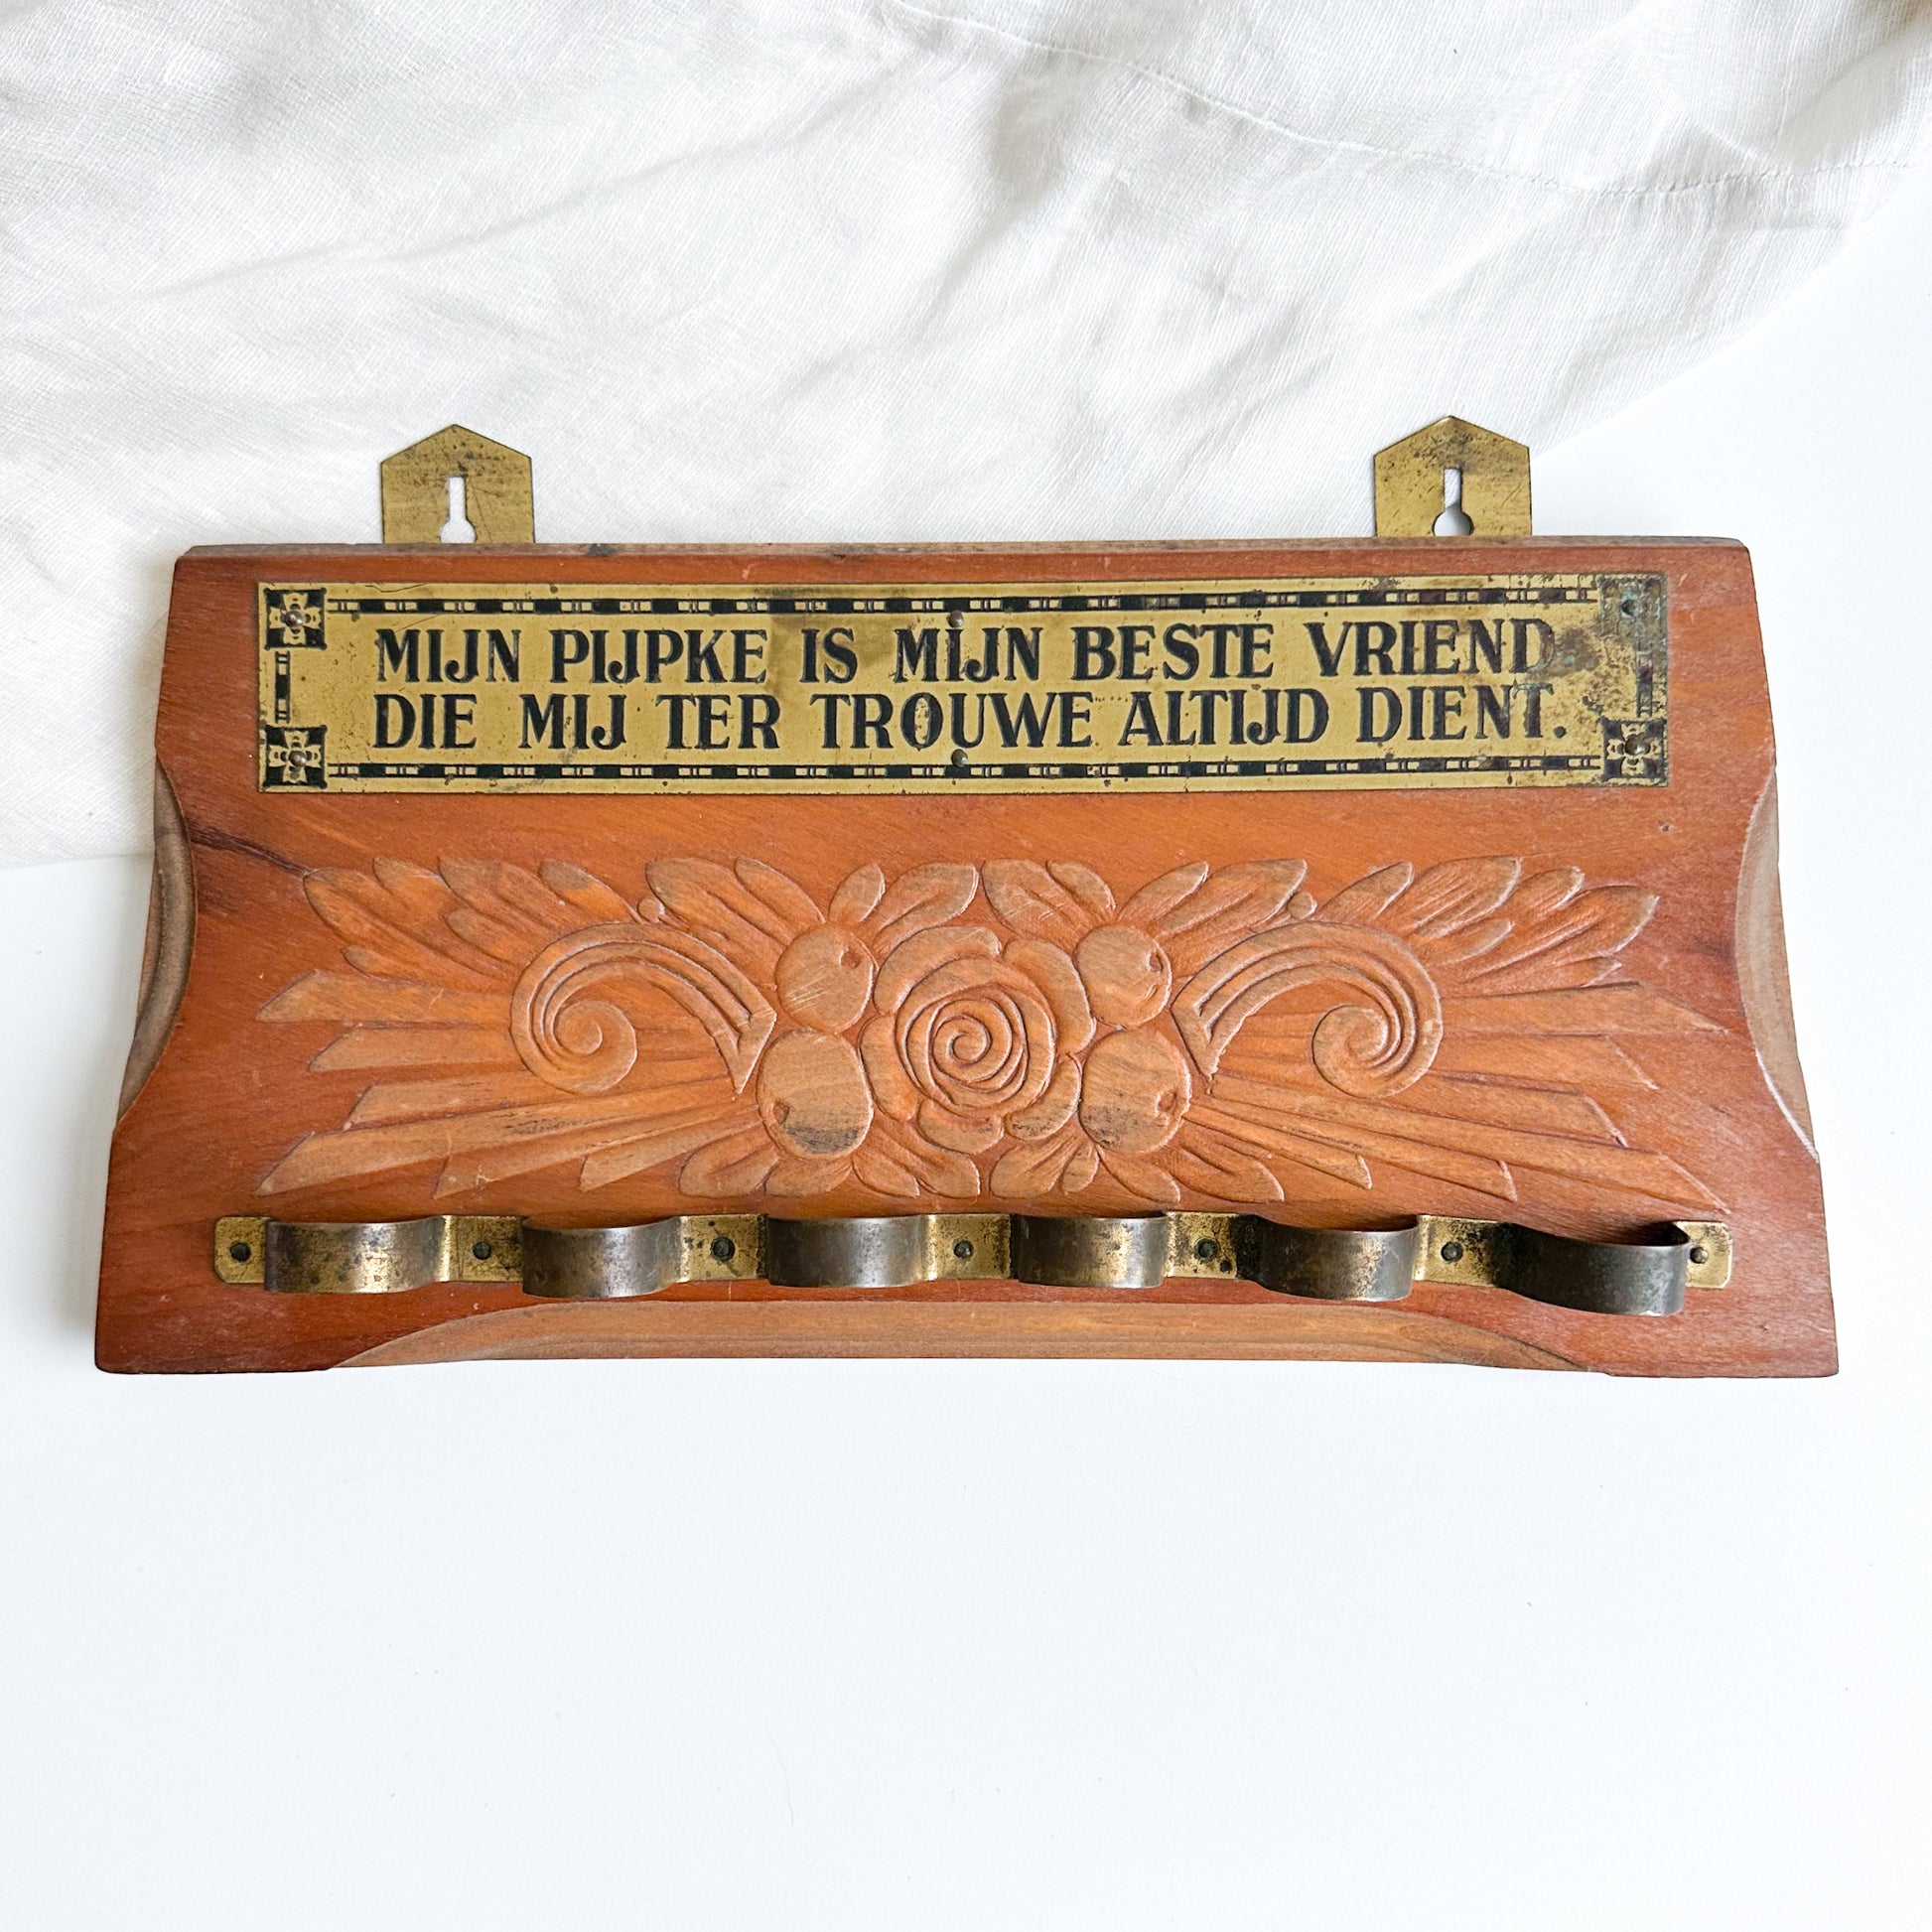 MIJN PIJPKE IS MIJN BESTE VRIEND
DIE MIJ TER TROUWE ALTIJD DIENT.